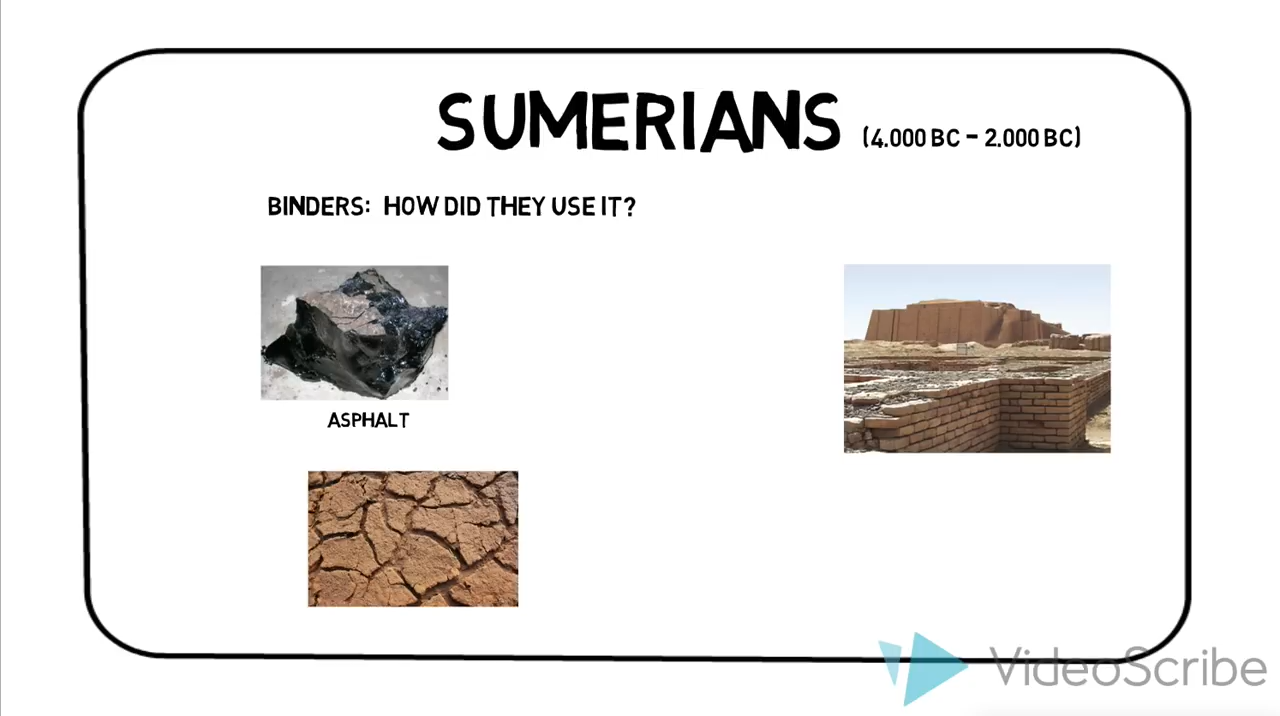 SUMERIANS (4.000 BC - 2.000 BC)
BINDERS: HOW DID THEY USE IT?
ASPHALT
VideoScribe